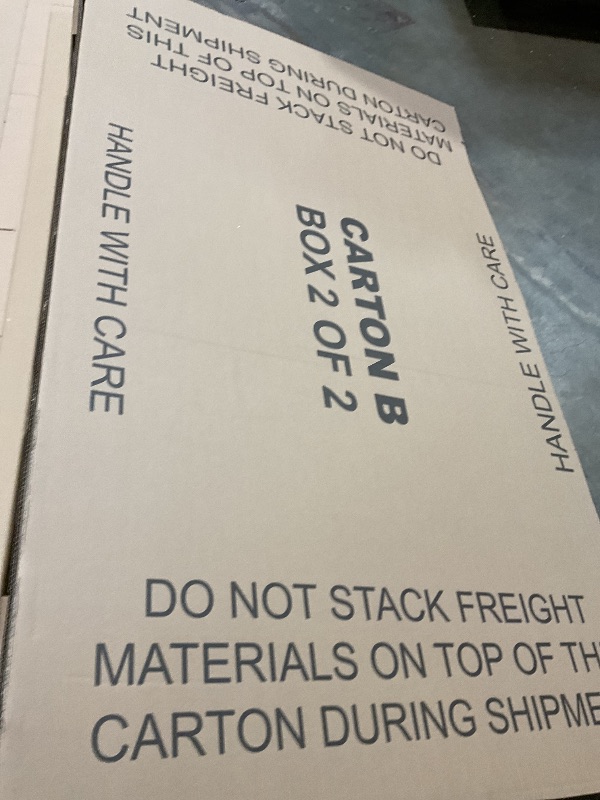 DO NOT STACK FREIGHT
MATERIALS ON TOP OF THIS
CARTON DURING SHIPMENT
HANDLE WITH CARE
CARTON B
BOX 2 OF 2
HANDLE WITH CARE
DO NOT STACK FREIGHT
MATERIALS ON TOP OF TH
CARTON DURING SHIPME